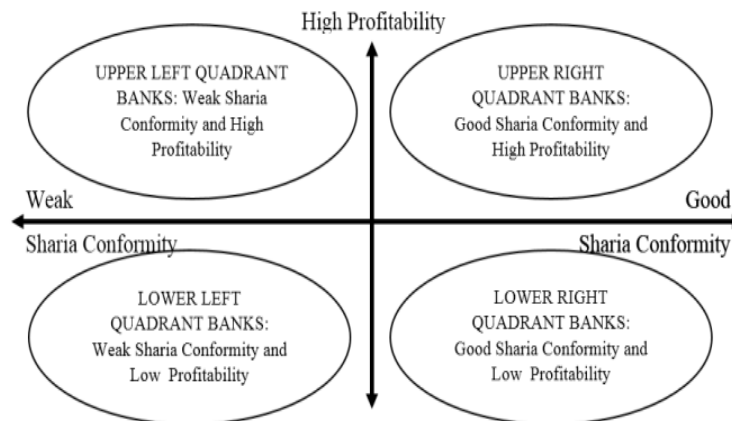 High Profitability
UPPER LEFT QUADRANT
BANKS: Weak Sharia
Conformity and High
Profitability
UPPER RIGHT
QUADRANT BANKS:
Good Sharia Conformity and
High Profitability
Weak
Good
Sharia Conformity
Sharia Conformity
LOWER LEFT
QUADRANT BANKS:
Weak Sharia Conformity and
Low Profitability
LOWER RIGHT
QUADRANT BANKS:
Good Sharia Conformity and
Low Profitability